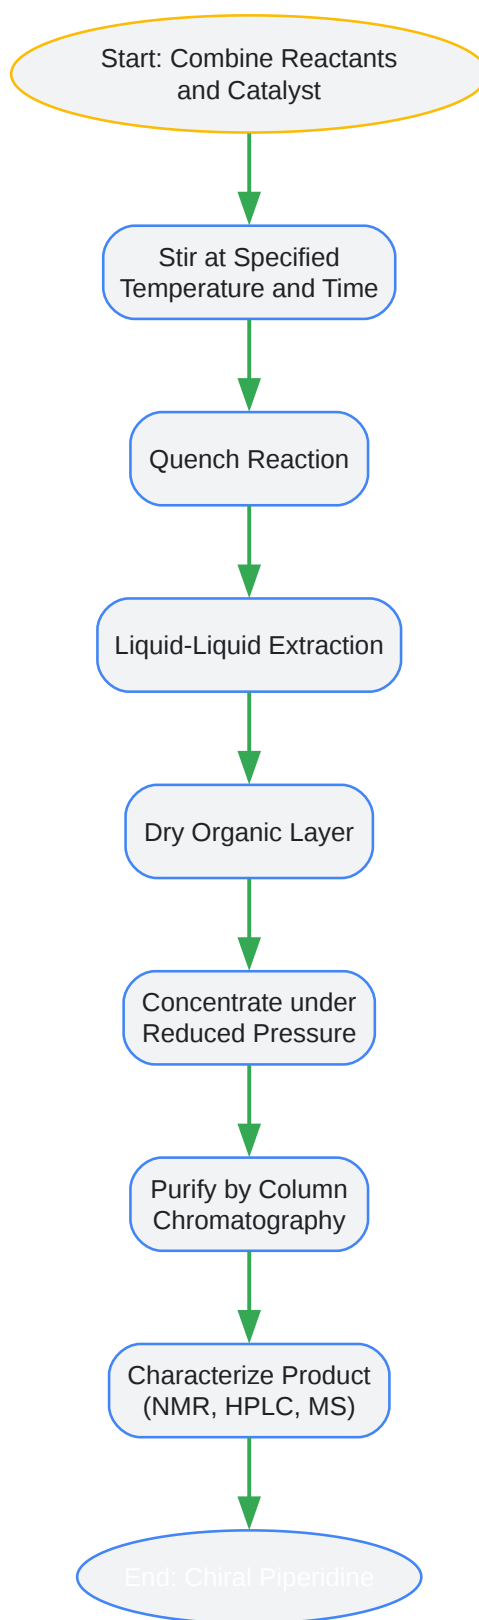 Start: Combine Reactants
and Catalyst
Stir at Specified
Temperature and Time
Quench Reaction
Liquid-Liquid Extraction
Dry Organic Layer
Concentrate under
Reduced Pressure
Purify by Column
Chromatography
Characterize Product
(NMR, HPLC, MS)
End: Chiral Piperidine